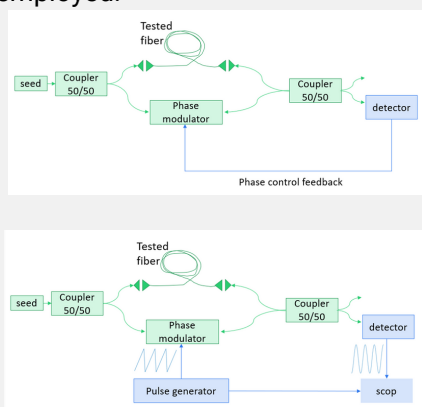 employed.
Tested
fiber
seed
Coupler
50/50
Phase
modulator
Coupler
50/50
detector
Phase control feedback
Tested
fiber
seed
Coupler
50/50
Phase
modulator
Coupler
50/50
detector
Pulse generator
scop